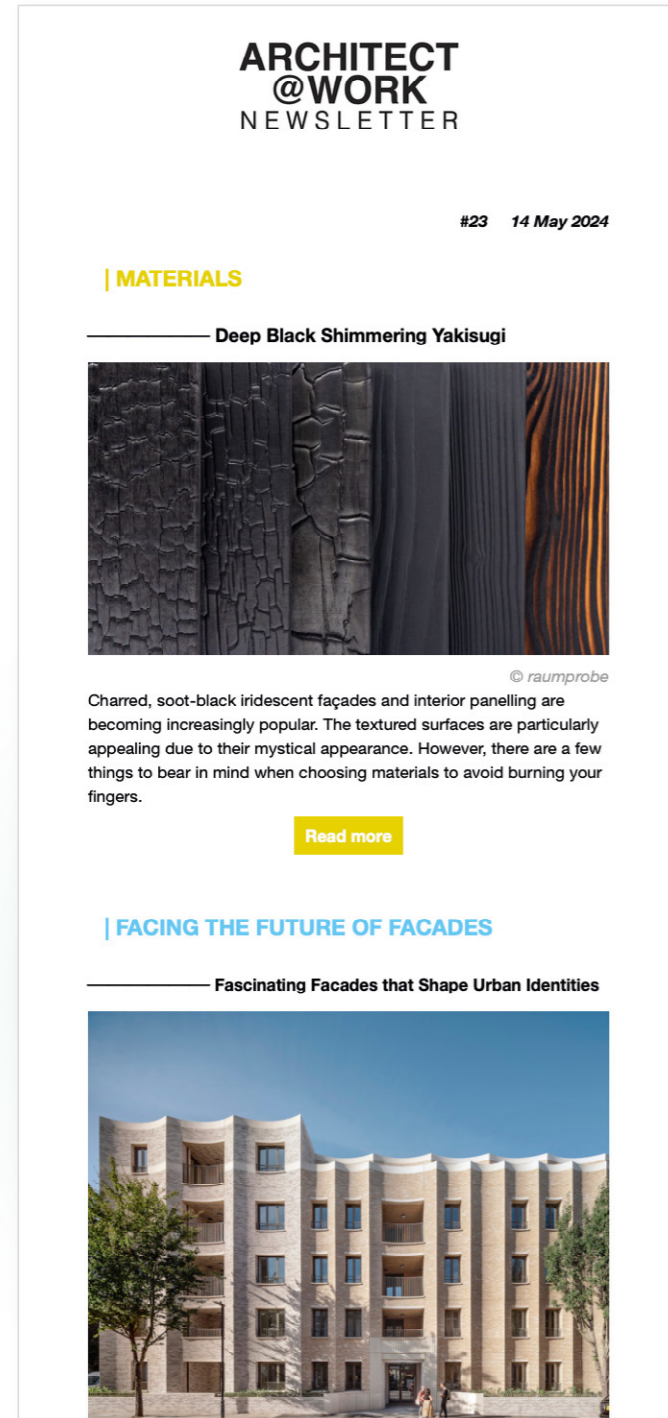 ARCHITECT
@WORK
NEWSLETTER
#23 14 May 2024
| MATERIALS
Deep Black Shimmering Yakisugi
© raumprobe
Charred, soot-black iridescent façades and interior panelling are
becoming increasingly popular. The textured surfaces are particularly
appealing due to their mystical appearance. However, there are a few
things to bear in mind when choosing materials to avoid burning your
fingers.
Read more
| FACING THE FUTURE OF FACADES
Fascinating Facades that Shape Urban Identities